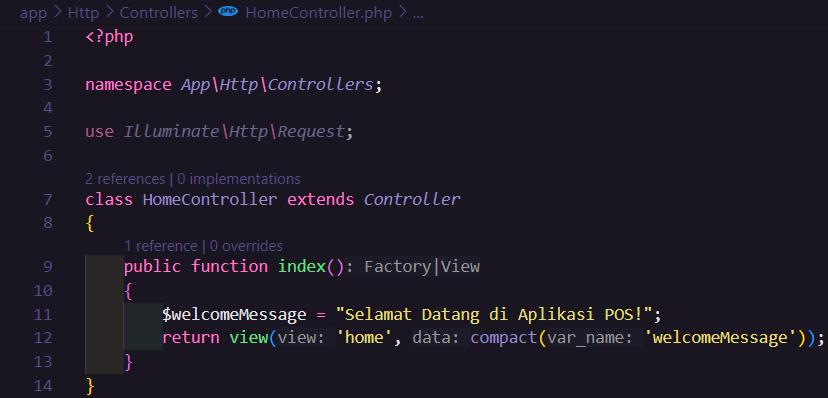 app > Http > Controllers > php HomeController.php > ...
1 <?php
2
3 namespace App\Http\Controllers;
4
5 use Illuminate\Http\Request;
6
2 references | 0 implementations
7 class HomeController extends Controller
8 {
1 reference | 0 overrides
9 public function index(): Factory|View
10 {
11 $welcomeMessage = "Selamat Datang di Aplikasi POS!";
12 return view(view: 'home', data: compact(var_name: 'welcomeMessage'));
13 }
14 }